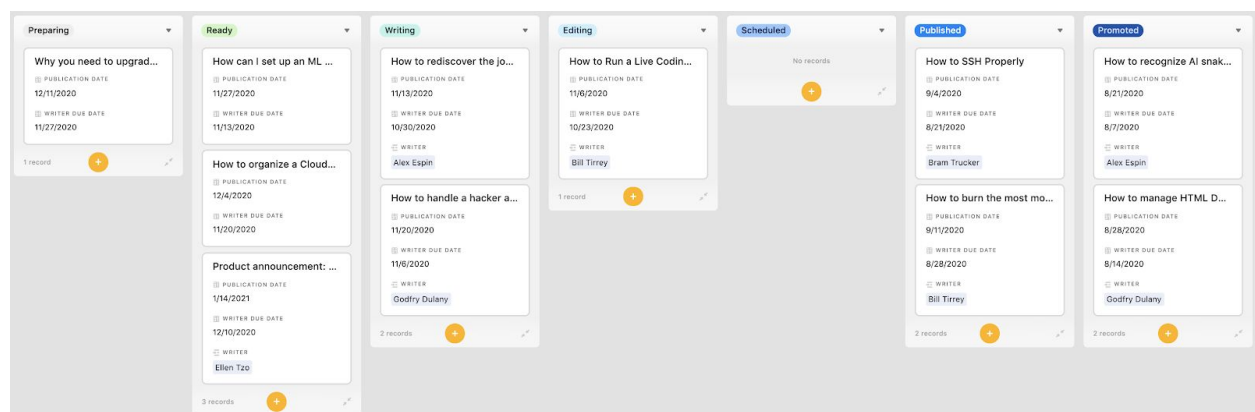 Preparing
Why you need to upgrad...
PUBLICATION DATE
12/11/2020
WRITER DUE DATE
11/27/2020
1 record
Ready
How can I set up an ML ...
PUBLICATION DATE
11/27/2020
WRITER DUE DATE
11/13/2020
How to organize a Cloud...
PUBLICATION DATE
12/4/2020
WRITER DUE DATE
11/20/2020
Product announcement: ...
PUBLICATION DATE
1/14/2021
WRITER DUE DATE
12/10/2020
WRITER
Ellen Tzo
3 records
Writing
How to rediscover the jo...
PUBLICATION DATE
11/13/2020
WRITER DUE DATE
10/30/2020
WRITER
Alex Espin
How to handle a hacker a...
PUBLICATION DATE
11/20/2020
WRITER DUE DATE
11/6/2020
WRITER
Godfry Dulany
2 records
Editing
How to Run a Live Codin...
PUBLICATION DATE
11/6/2020
WRITER DUE DATE
10/23/2020
WRITER
Bill Tirrey
1 record
Scheduled
No records
Published
How to SSH Properly
PUBLICATION DATE
9/4/2020
WRITER DUE DATE
8/21/2020
WRITER
Bram Trucker
How to burn the most mo...
PUBLICATION DATE
9/11/2020
WRITER DUE DATE
8/28/2020
WRITER
Bill Tirrey
2 records
Promoted
How to recognize AI snak...
PUBLICATION DATE
8/21/2020
WRITER DUE DATE
8/7/2020
WRITER
Alex Espin
How to manage HTML D...
PUBLICATION DATE
8/28/2020
WRITER DUE DATE
8/14/2020
WRITER
Godfry Dulany
2 records